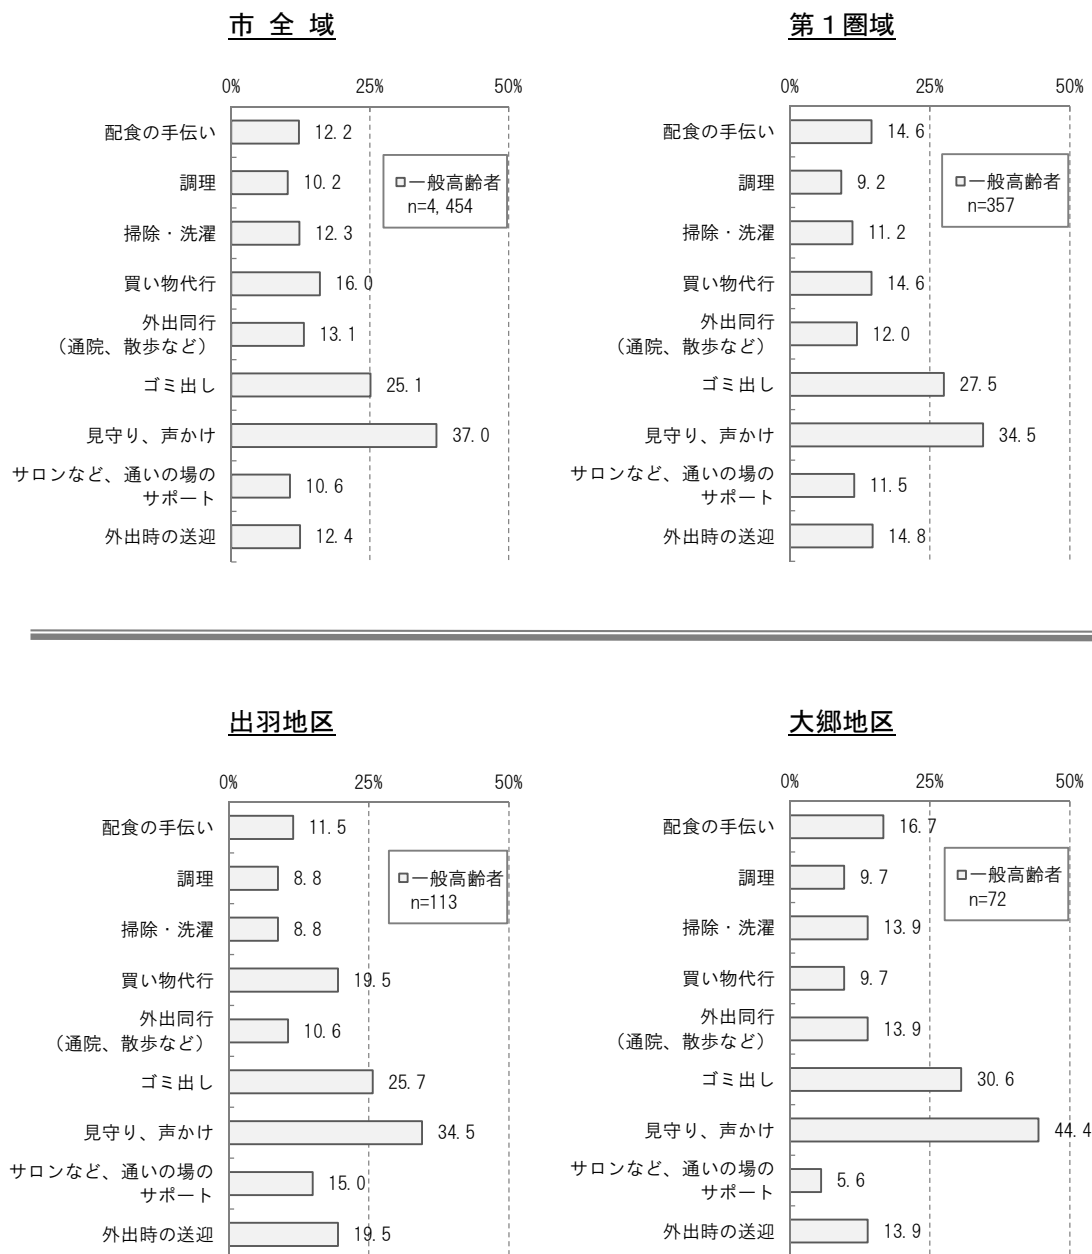 市 全 域
0% 25% 50%
配食の手伝い 12.2
調理 10.2
掃除・洗濯 12.3
買い物代行 16.0
外出同行
（通院、散歩など） 13.1
ゴミ出し 25.1
見守り、声かけ 37.0
サロンなど、通いの場の
サポート 10.6
外出時の送迎 12.4
一般高齢者
n=4,454
第１圏域
0% 25% 50%
配食の手伝い 14.6
調理 9.2
掃除・洗濯 11.2
買い物代行 14.6
外出同行
（通院、散歩など） 12.0
ゴミ出し 27.5
見守り、声かけ 34.5
サロンなど、通いの場の
サポート 11.5
外出時の送迎 14.8
一般高齢者
n=357
出羽地区
0% 25% 50%
配食の手伝い 11.5
調理 8.8
掃除・洗濯 8.8
買い物代行 19.5
外出同行
（通院、散歩など） 10.6
ゴミ出し 25.7
見守り、声かけ 34.5
サロンなど、通いの場の
サポート 15.0
外出時の送迎 19.5
一般高齢者
n=113
大郷地区
0% 25% 50%
配食の手伝い 16.7
調理 9.7
掃除・洗濯 13.9
買い物代行 9.7
外出同行
（通院、散歩など） 13.9
ゴミ出し 30.6
見守り、声かけ 44.4
サロンなど、通いの場の
サポート 5.6
外出時の送迎 13.9
一般高齢者
n=72